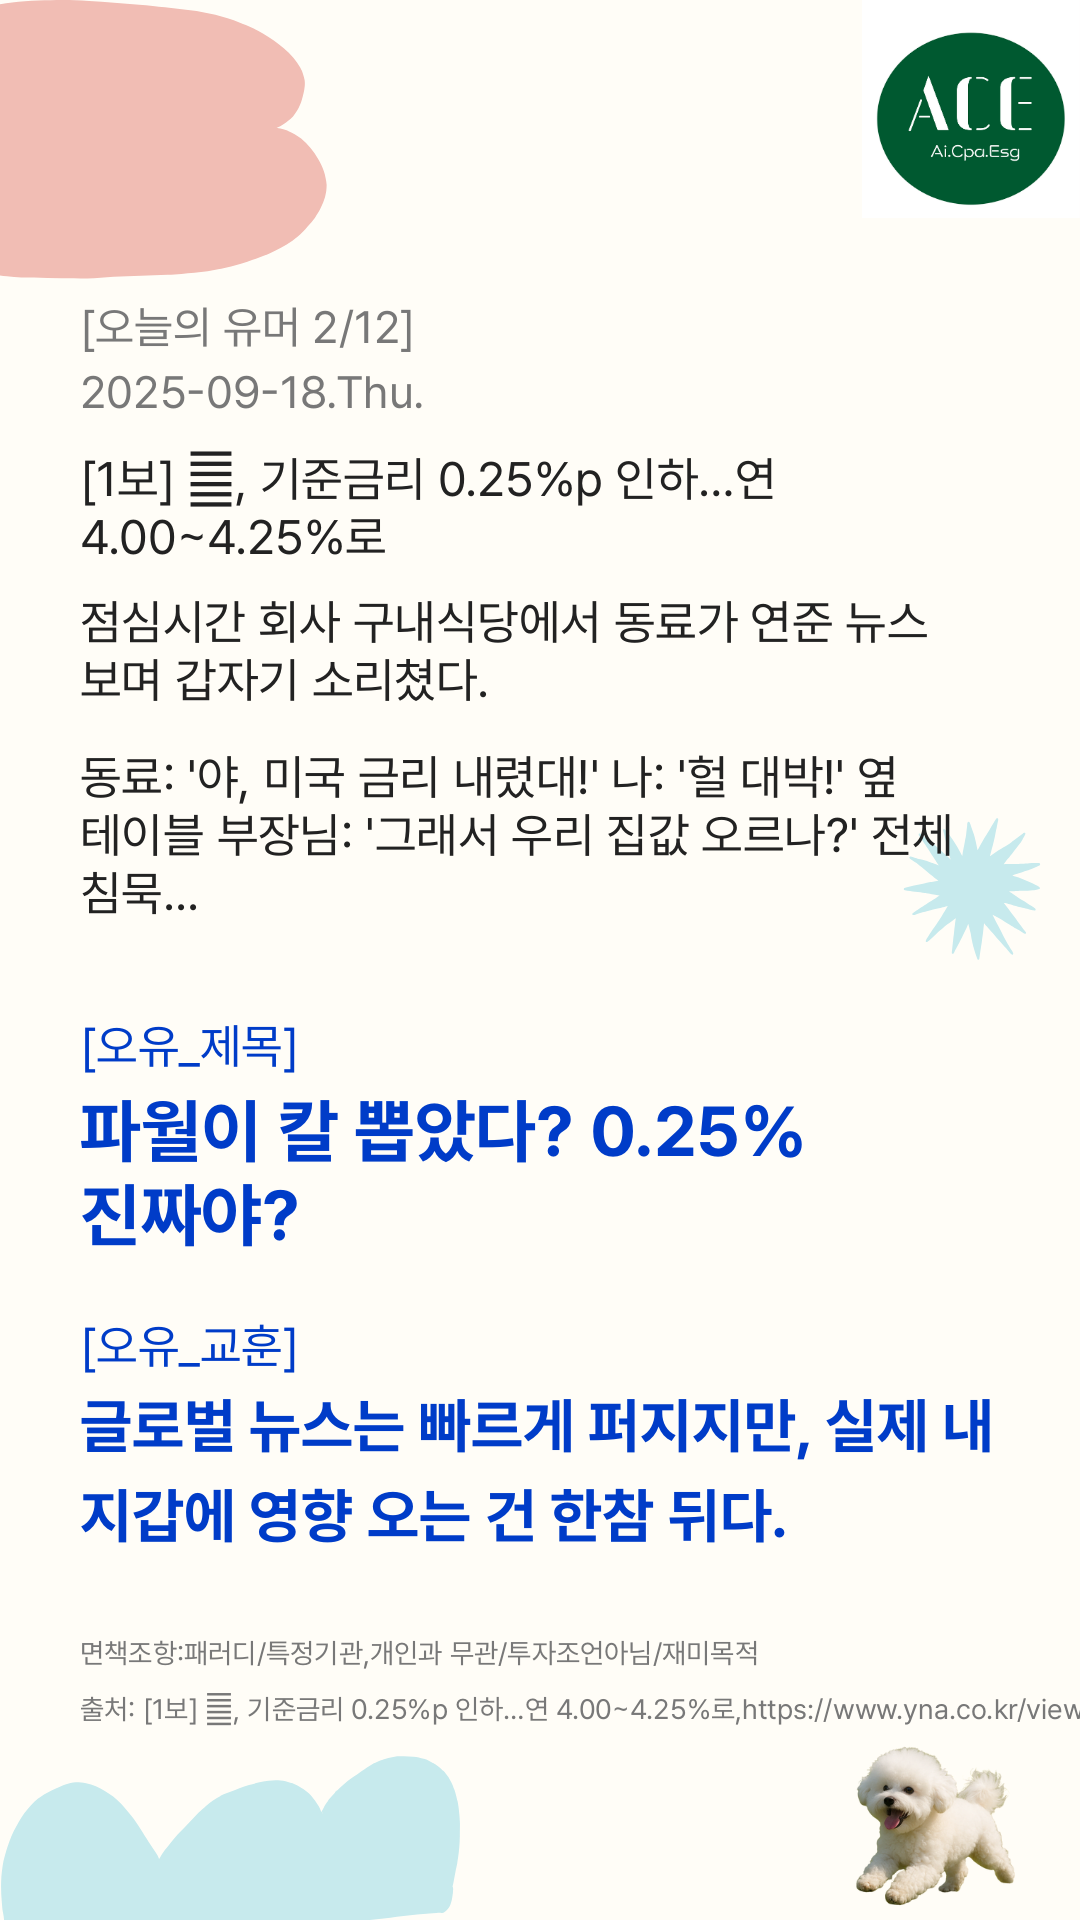 ACE
Ai.Cpa.Esg
[오늘의 유머 2/12]
2025-09-18.Thu.
[1보] , 기준금리 0.25%p 인하...연
4.00~4.25%로
점심시간 회사 구내식당에서 동료가 연준 뉴스
보며 갑자기 소리쳤다.
동료: '야, 미국 금리 내렸대!' 나: '헐 대박!' 옆
테이블 부장님: '그래서 우리 집값 오르나?' 전체
침묵...
[오유_제목]
파월이 칼 뽑았다? 0.25%
진짜야?
[오유_교훈]
글로벌 뉴스는 빠르게 퍼지지만, 실제 내
지갑에 영향 오는 건 한참 뒤다.
면책조항:패러디/특정기관,개인과 무관/투자조언아님/재미목적
출처: [1보] , 기준금리 0.25%p 인하...연 4.00~4.25%로,https://www.yna.co.kr/view